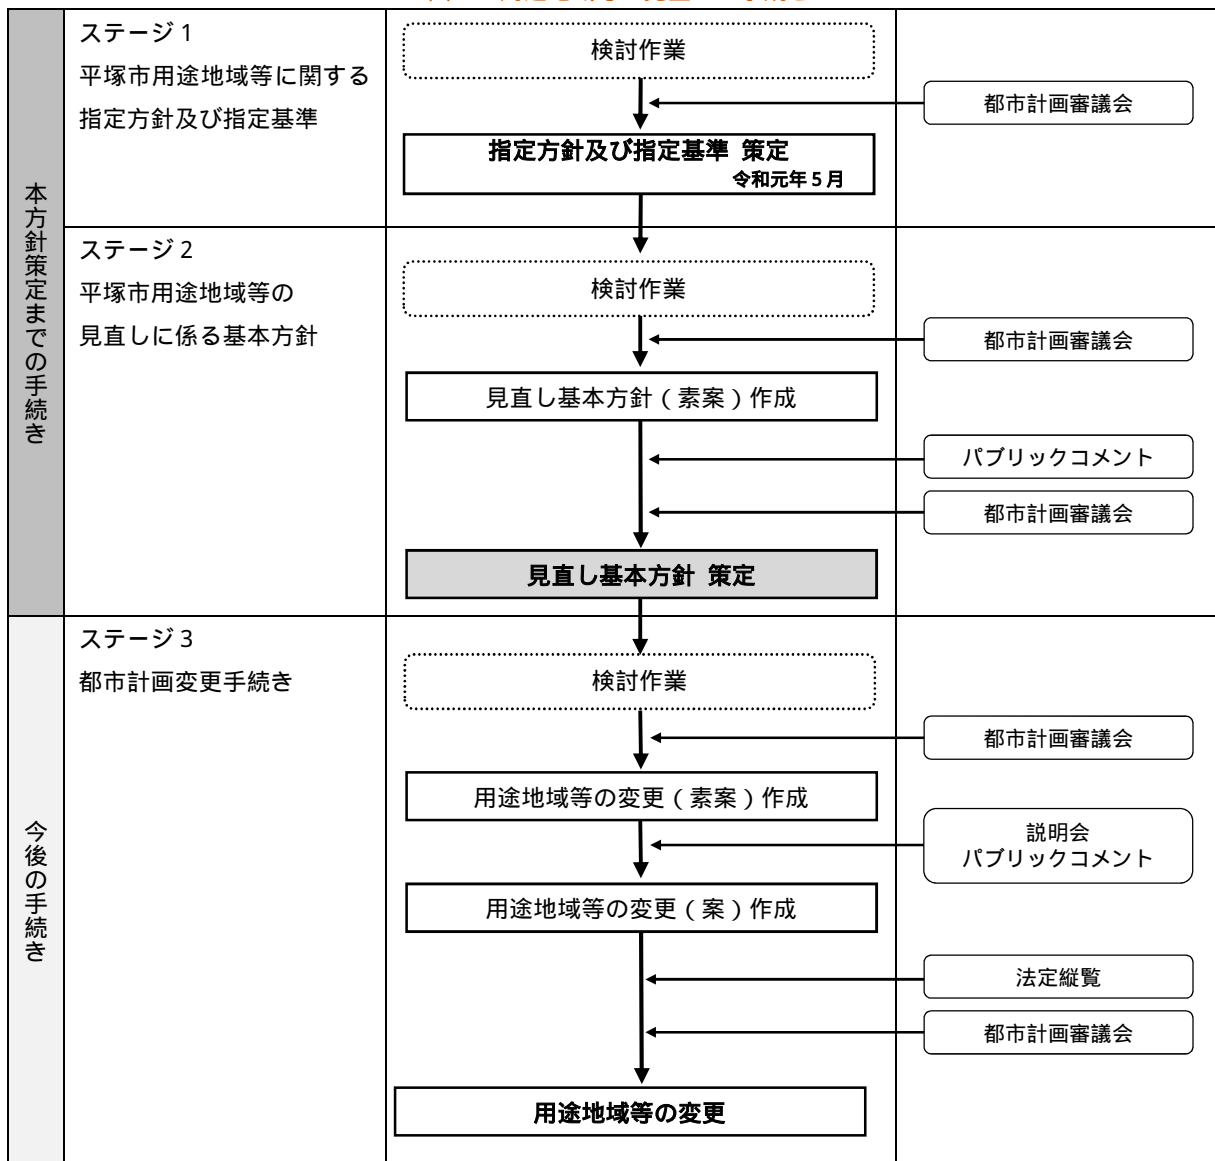 本方針策定までの手続き
ステージ1
平塚市用途地域等に関する
指定方針及び指定基準
検討作業
都市計画審議会
指定方針及び指定基準 策定
令和元年5月
ステージ2
平塚市用途地域等の
見直しに係る基本方針
検討作業
都市計画審議会
見直し基本方針(素案)作成
パブリックコメント
都市計画審議会
見直し基本方針 策定
今後の手続き
ステージ3
都市計画変更手続き
検討作業
都市計画審議会
用途地域等の変更(素案)作成
説明会
パブリックコメント
用途地域等の変更(案)作成
法定縦覧
都市計画審議会
用途地域等の変更